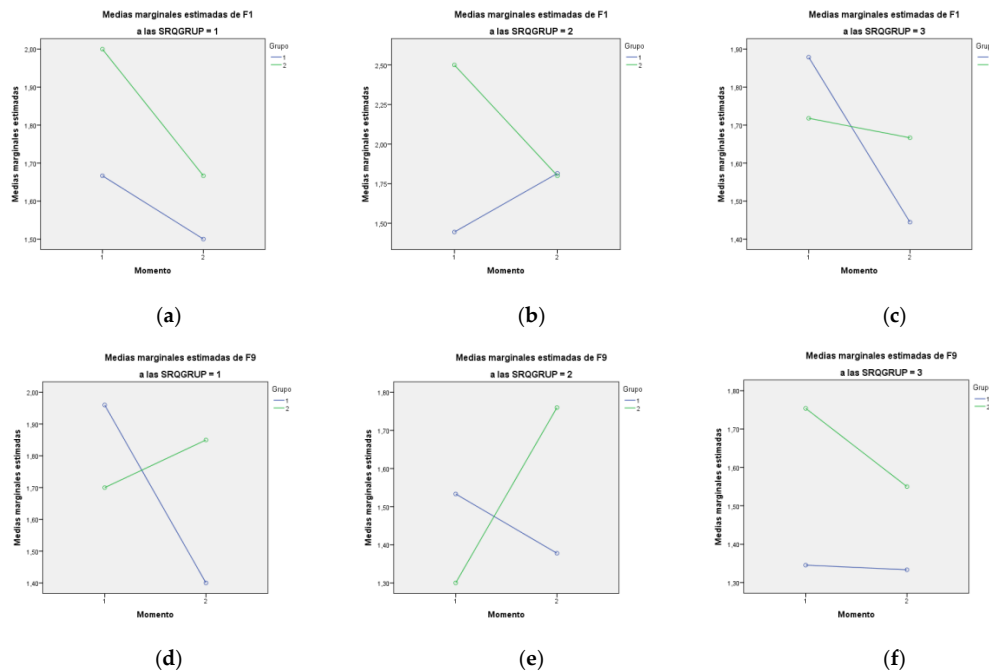 Medias marginales estimadas de F1
a las SRQGRUP = 1
Medias marginales estimadas
2,00
1,90
1,80
1,70
1,60
1,50
1
2
Momento
Grupo
1
2
(a)
Medias marginales estimadas de F1
a las SRQGRUP = 2
Medias marginales estimadas
2,50
2,25
2,00
1,75
1,50
1
2
Momento
Grupo
1
2
(b)
Medias marginales estimadas de F1
a las SRQGRUP = 3
Medias marginales estimadas
1,90
1,80
1,70
1,60
1,50
1,40
1
2
Momento
Grupo
(c)
Medias marginales estimadas de F9
a las SRQGRUP = 1
Medias marginales estimadas
2,00
1,90
1,80
1,70
1,60
1,50
1,40
1
2
Momento
Grupo
1
2
(d)
Medias marginales estimadas de F9
a las SRQGRUP = 2
Medias marginales estimadas
1,80
1,70
1,60
1,50
1,40
1,30
1
2
Momento
Grupo
1
2
(e)
Medias marginales estimadas de F9
a las SRQGRUP = 3
Medias marginales estimadas
1,80
1,70
1,60
1,50
1,40
1,30
1
2
Momento
Grupo
1
2
(f)